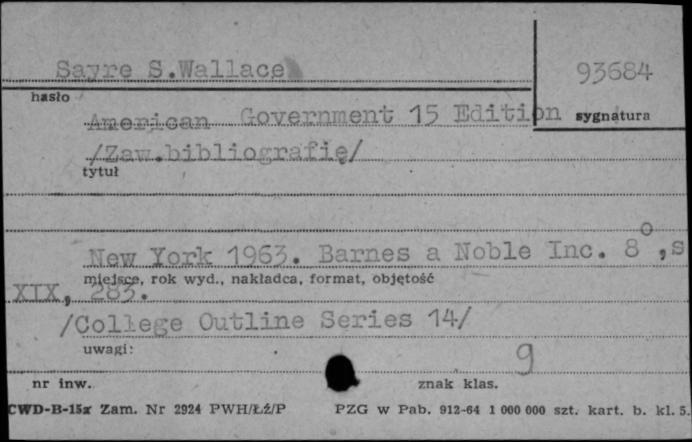 Sayre S.Wallace
93684
hasło
American Government 15 Edition
sygnatura
/Zaw.bibliografię/
tytuł
New York 1963. Barnes a Noble Inc. 8°,s
miejsce, rok wyd., nakładca, format, objętość
XIX, 283.
/College Outline Series 14/
uwagi:
9
nr inw.
znak klas.
CWD-B-15a Zam. Nr 2924 PWH/ŁŹ/P PZG w Pab. 912-64 1 000 000 szt. kart. b. kl. 5.